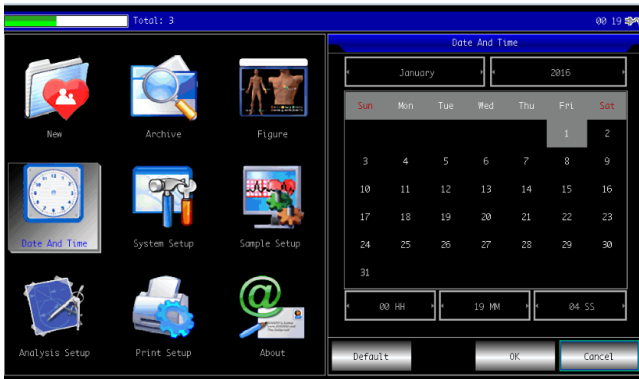 Total: 3
00 19
New
Archive
Figure
Date And Time
System Setup
Sample Setup
Analysis Setup
Print Setup
About
Date And Time
January
2016
Sun Mon Tue Wed Thu Fri Sat
1 2
3 4 5 6 7 8 9
10 11 12 13 14 15 16
17 18 19 20 21 22 23
24 25 26 27 28 29 30
31
00 HH 19 MM 04 SS
Default OK Cancel